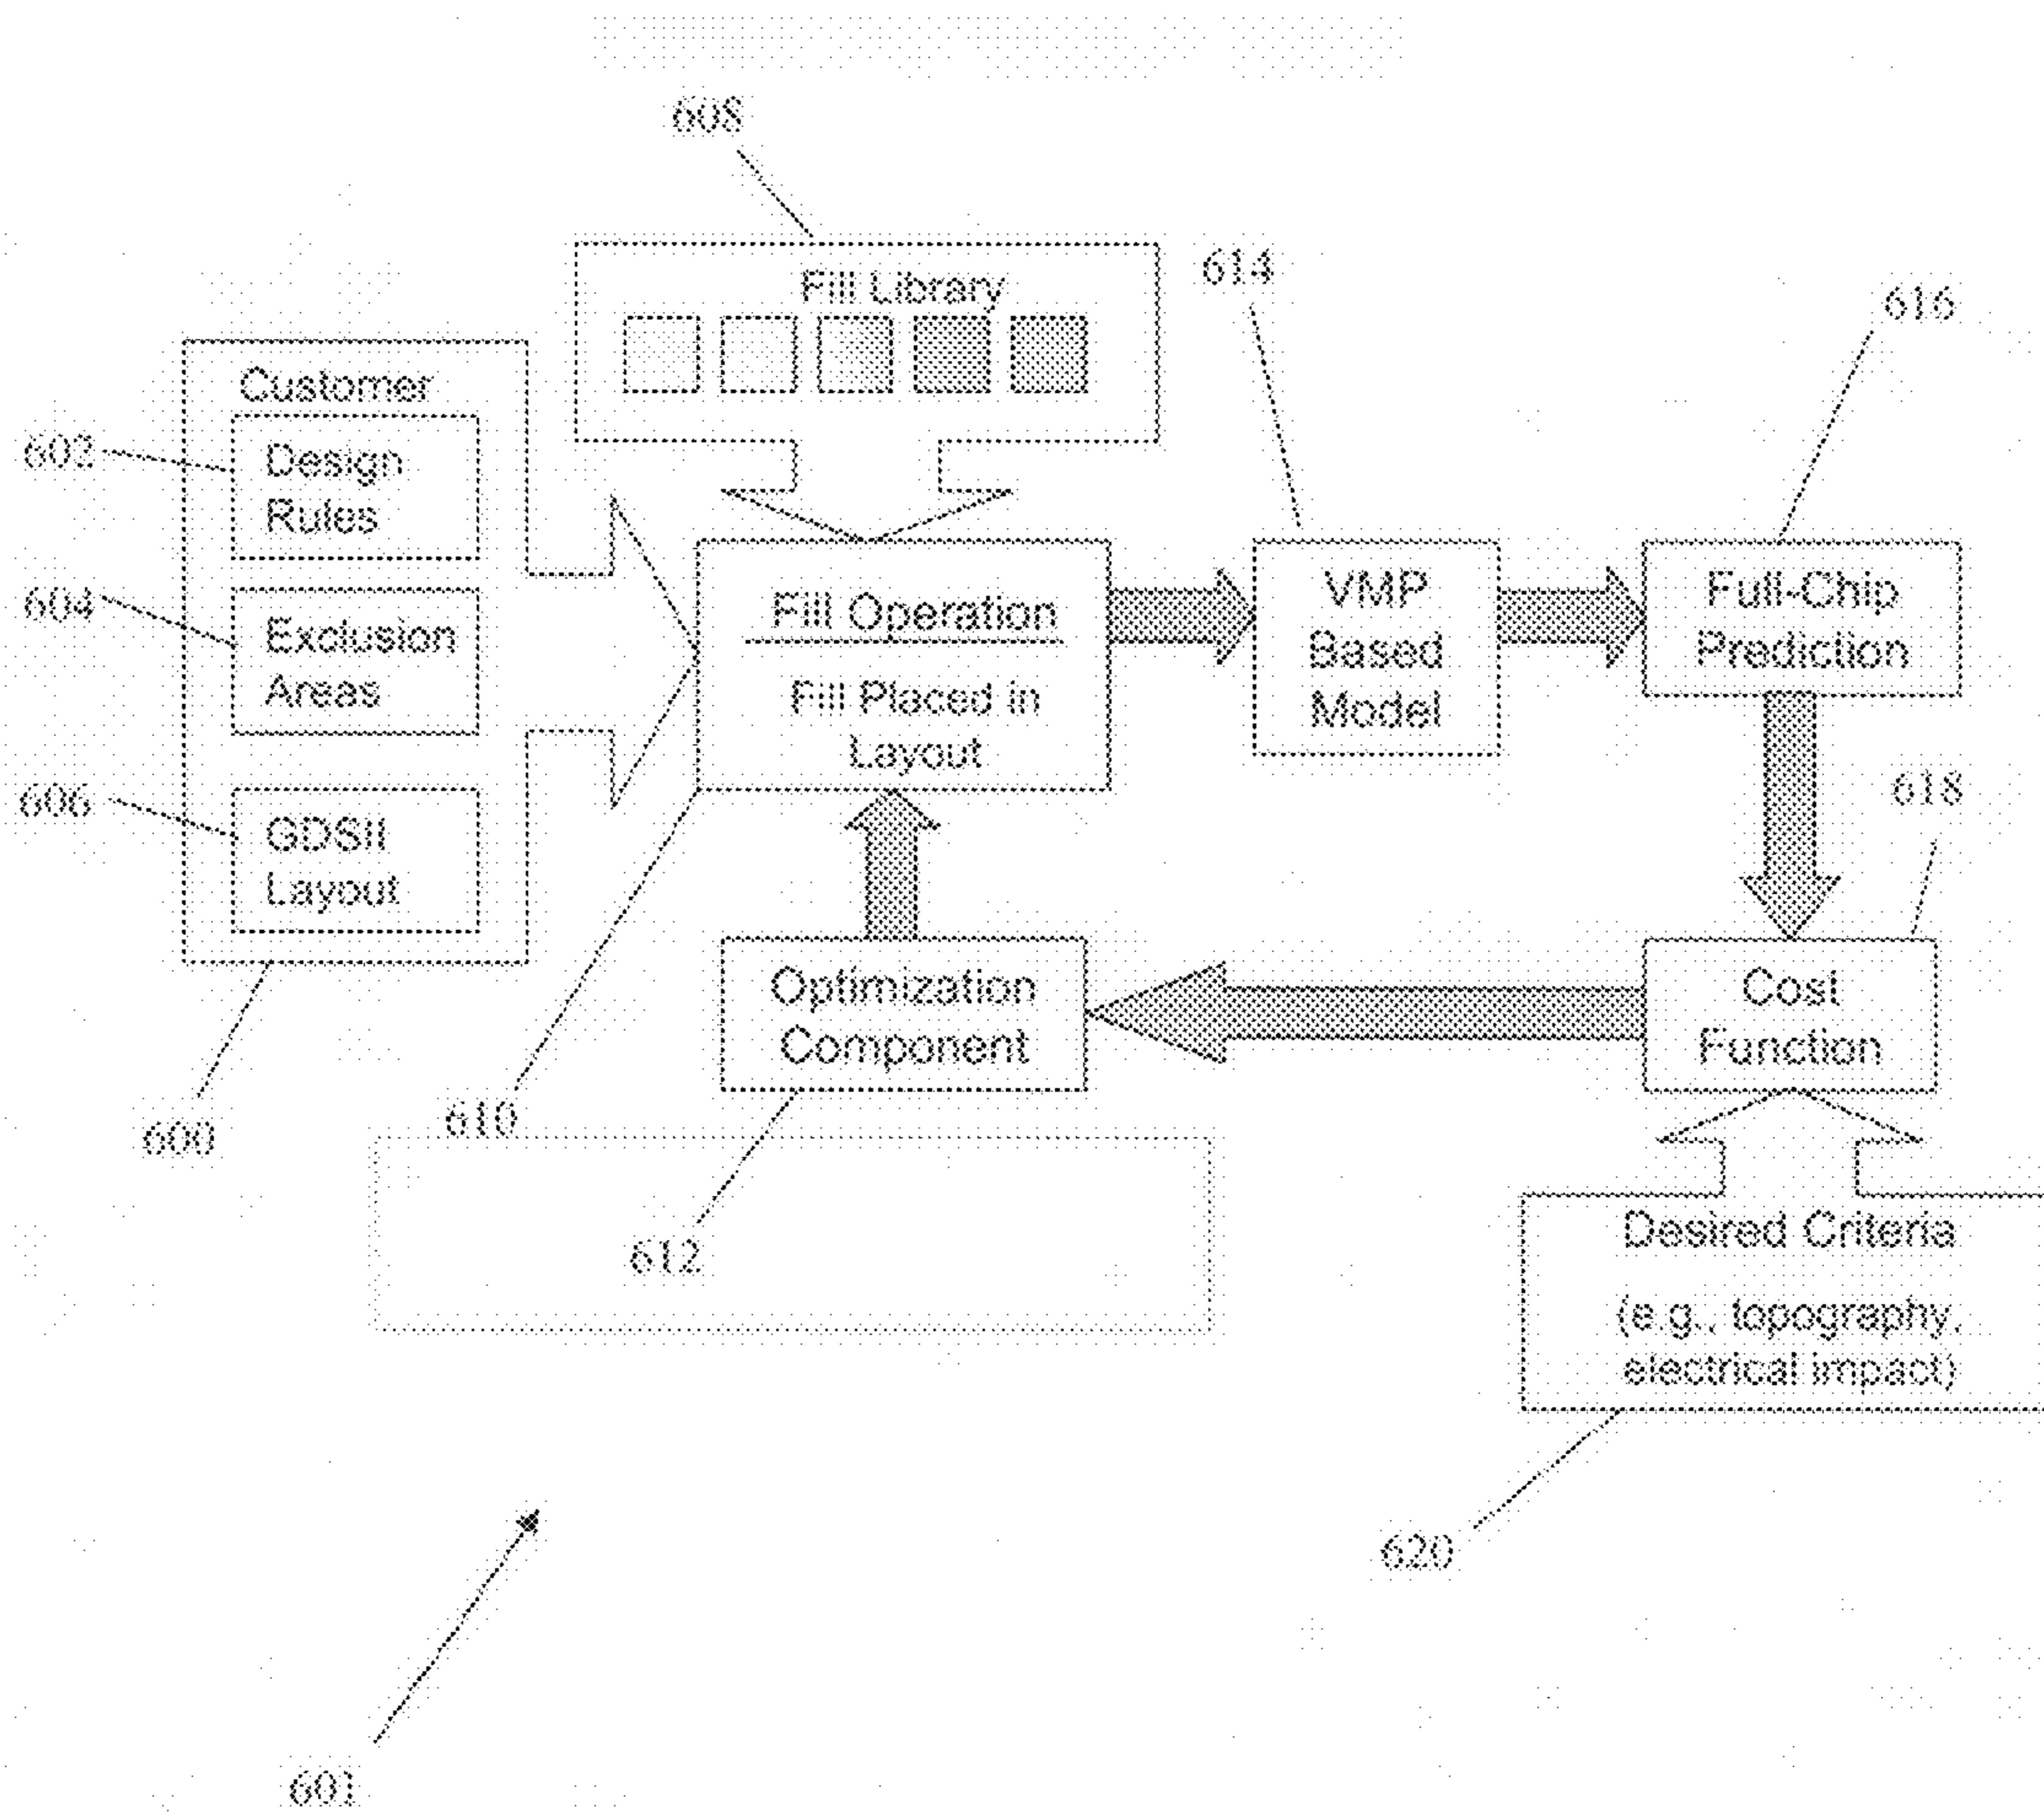 608
Fill Library
614
616
Customer
602
Design
Rules
604
Exclusion
Areas
606
GDSII
Layout
600
Fill Operation
Fill Placed in
Layout
610
VMP
Based
Model
Full-Chip
Prediction
618
Optimization
Component
612
Cost
Function
Desired Criteria
(e.g., topography,
electrical impact)
620
601